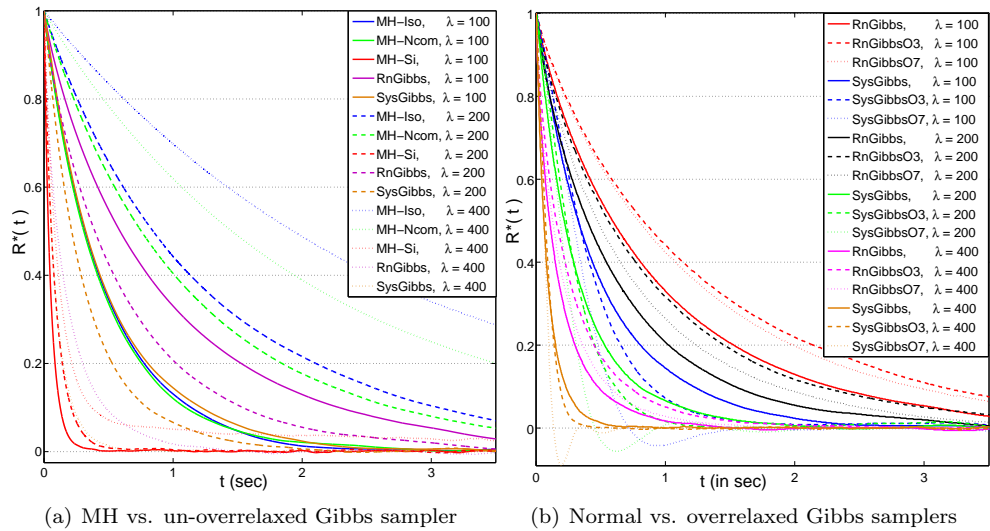 1
0.8
0.6
0.4
0.2
0
R*( t )
0
1
2
3
t (sec)
MH−Iso, λ = 100
MH−Ncom, λ = 100
MH−Si, λ = 100
RnGibbs, λ = 100
SysGibbs, λ = 100
MH−Iso, λ = 200
MH−Ncom, λ = 200
MH−Si, λ = 200
RnGibbs, λ = 200
SysGibbs, λ = 200
MH−Iso, λ = 400
MH−Ncom, λ = 400
MH−Si, λ = 400
RnGibbs, λ = 400
SysGibbs, λ = 400
(a) MH vs. un-overrelaxed Gibbs sampler
1
0.8
0.6
0.4
0.2
0
R*( t )
0
1
2
3
t (in sec)
RnGibbs, λ = 100
RnGibbsO3, λ = 100
RnGibbsO7, λ = 100
SysGibbs, λ = 100
SysGibbsO3, λ = 100
SysGibbsO7, λ = 100
RnGibbs, λ = 200
RnGibbsO3, λ = 200
RnGibbsO7, λ = 200
SysGibbs, λ = 200
SysGibbsO3, λ = 200
SysGibbsO7, λ = 200
RnGibbs, λ = 400
RnGibbsO3, λ = 400
RnGibbsO7, λ = 400
SysGibbs, λ = 400
SysGibbsO3, λ = 400
SysGibbsO7, λ = 400
(b) Normal vs. overrelaxed Gibbs samplers